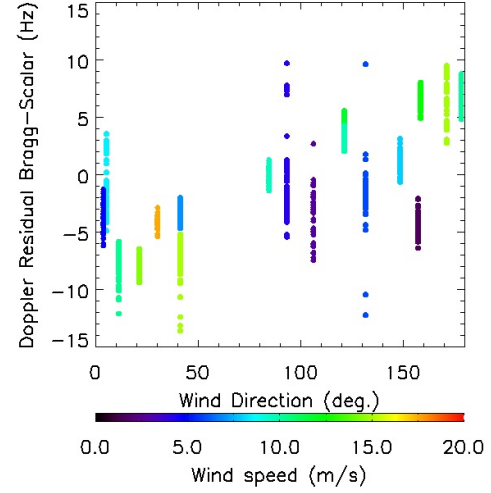 Doppler Residual Bragg-Scalar (Hz)
15
10
5
0
-5
-10
-15
0 50 100 150
Wind Direction (deg.)
0.0 5.0 10.0 15.0 20.0
Wind speed (m/s)